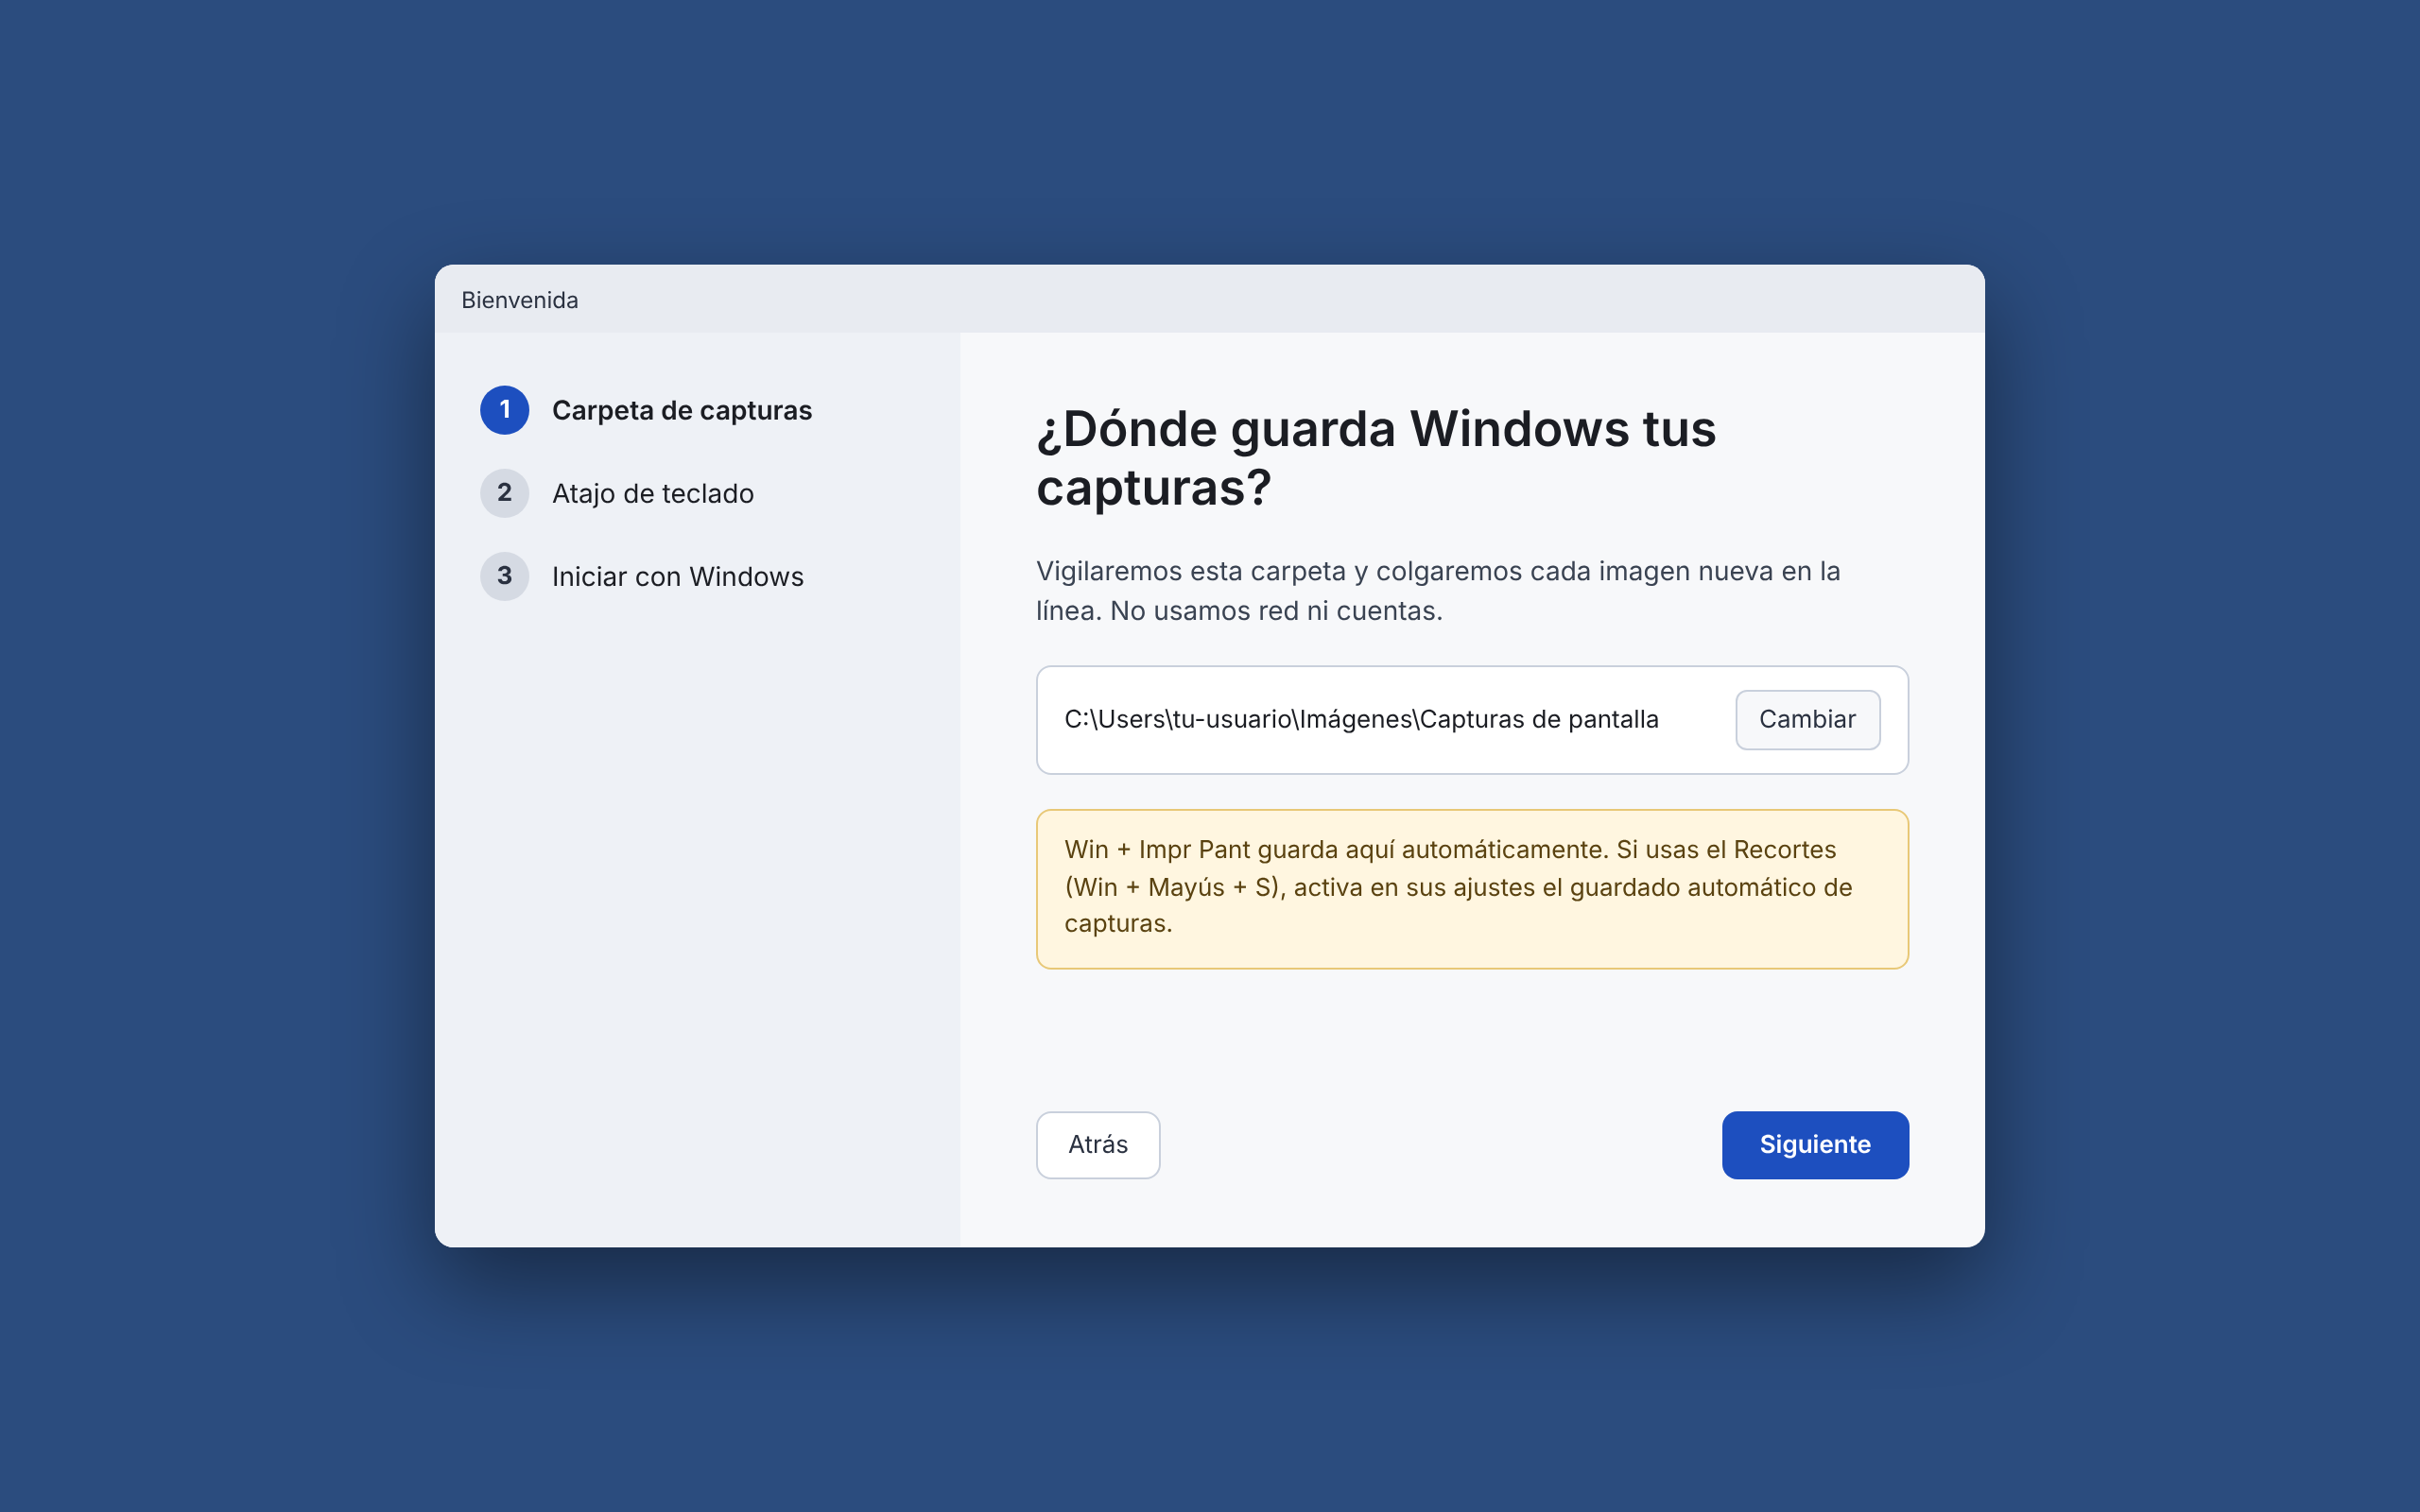 Bienvenida
1 Carpeta de capturas
2 Atajo de teclado
3 Iniciar con Windows
¿Dónde guarda Windows tus
capturas?
Vigilaremos esta carpeta y colgaremos cada imagen nueva en la
línea. No usamos red ni cuentas.
C:\Users\tu-usuario\Imágenes\Capturas de pantalla
Cambiar
Win + Impr Pant guarda aquí automáticamente. Si usas el Recortes
(Win + Mayús + S), activa en sus ajustes el guardado automático de
capturas.
Atrás
Siguiente